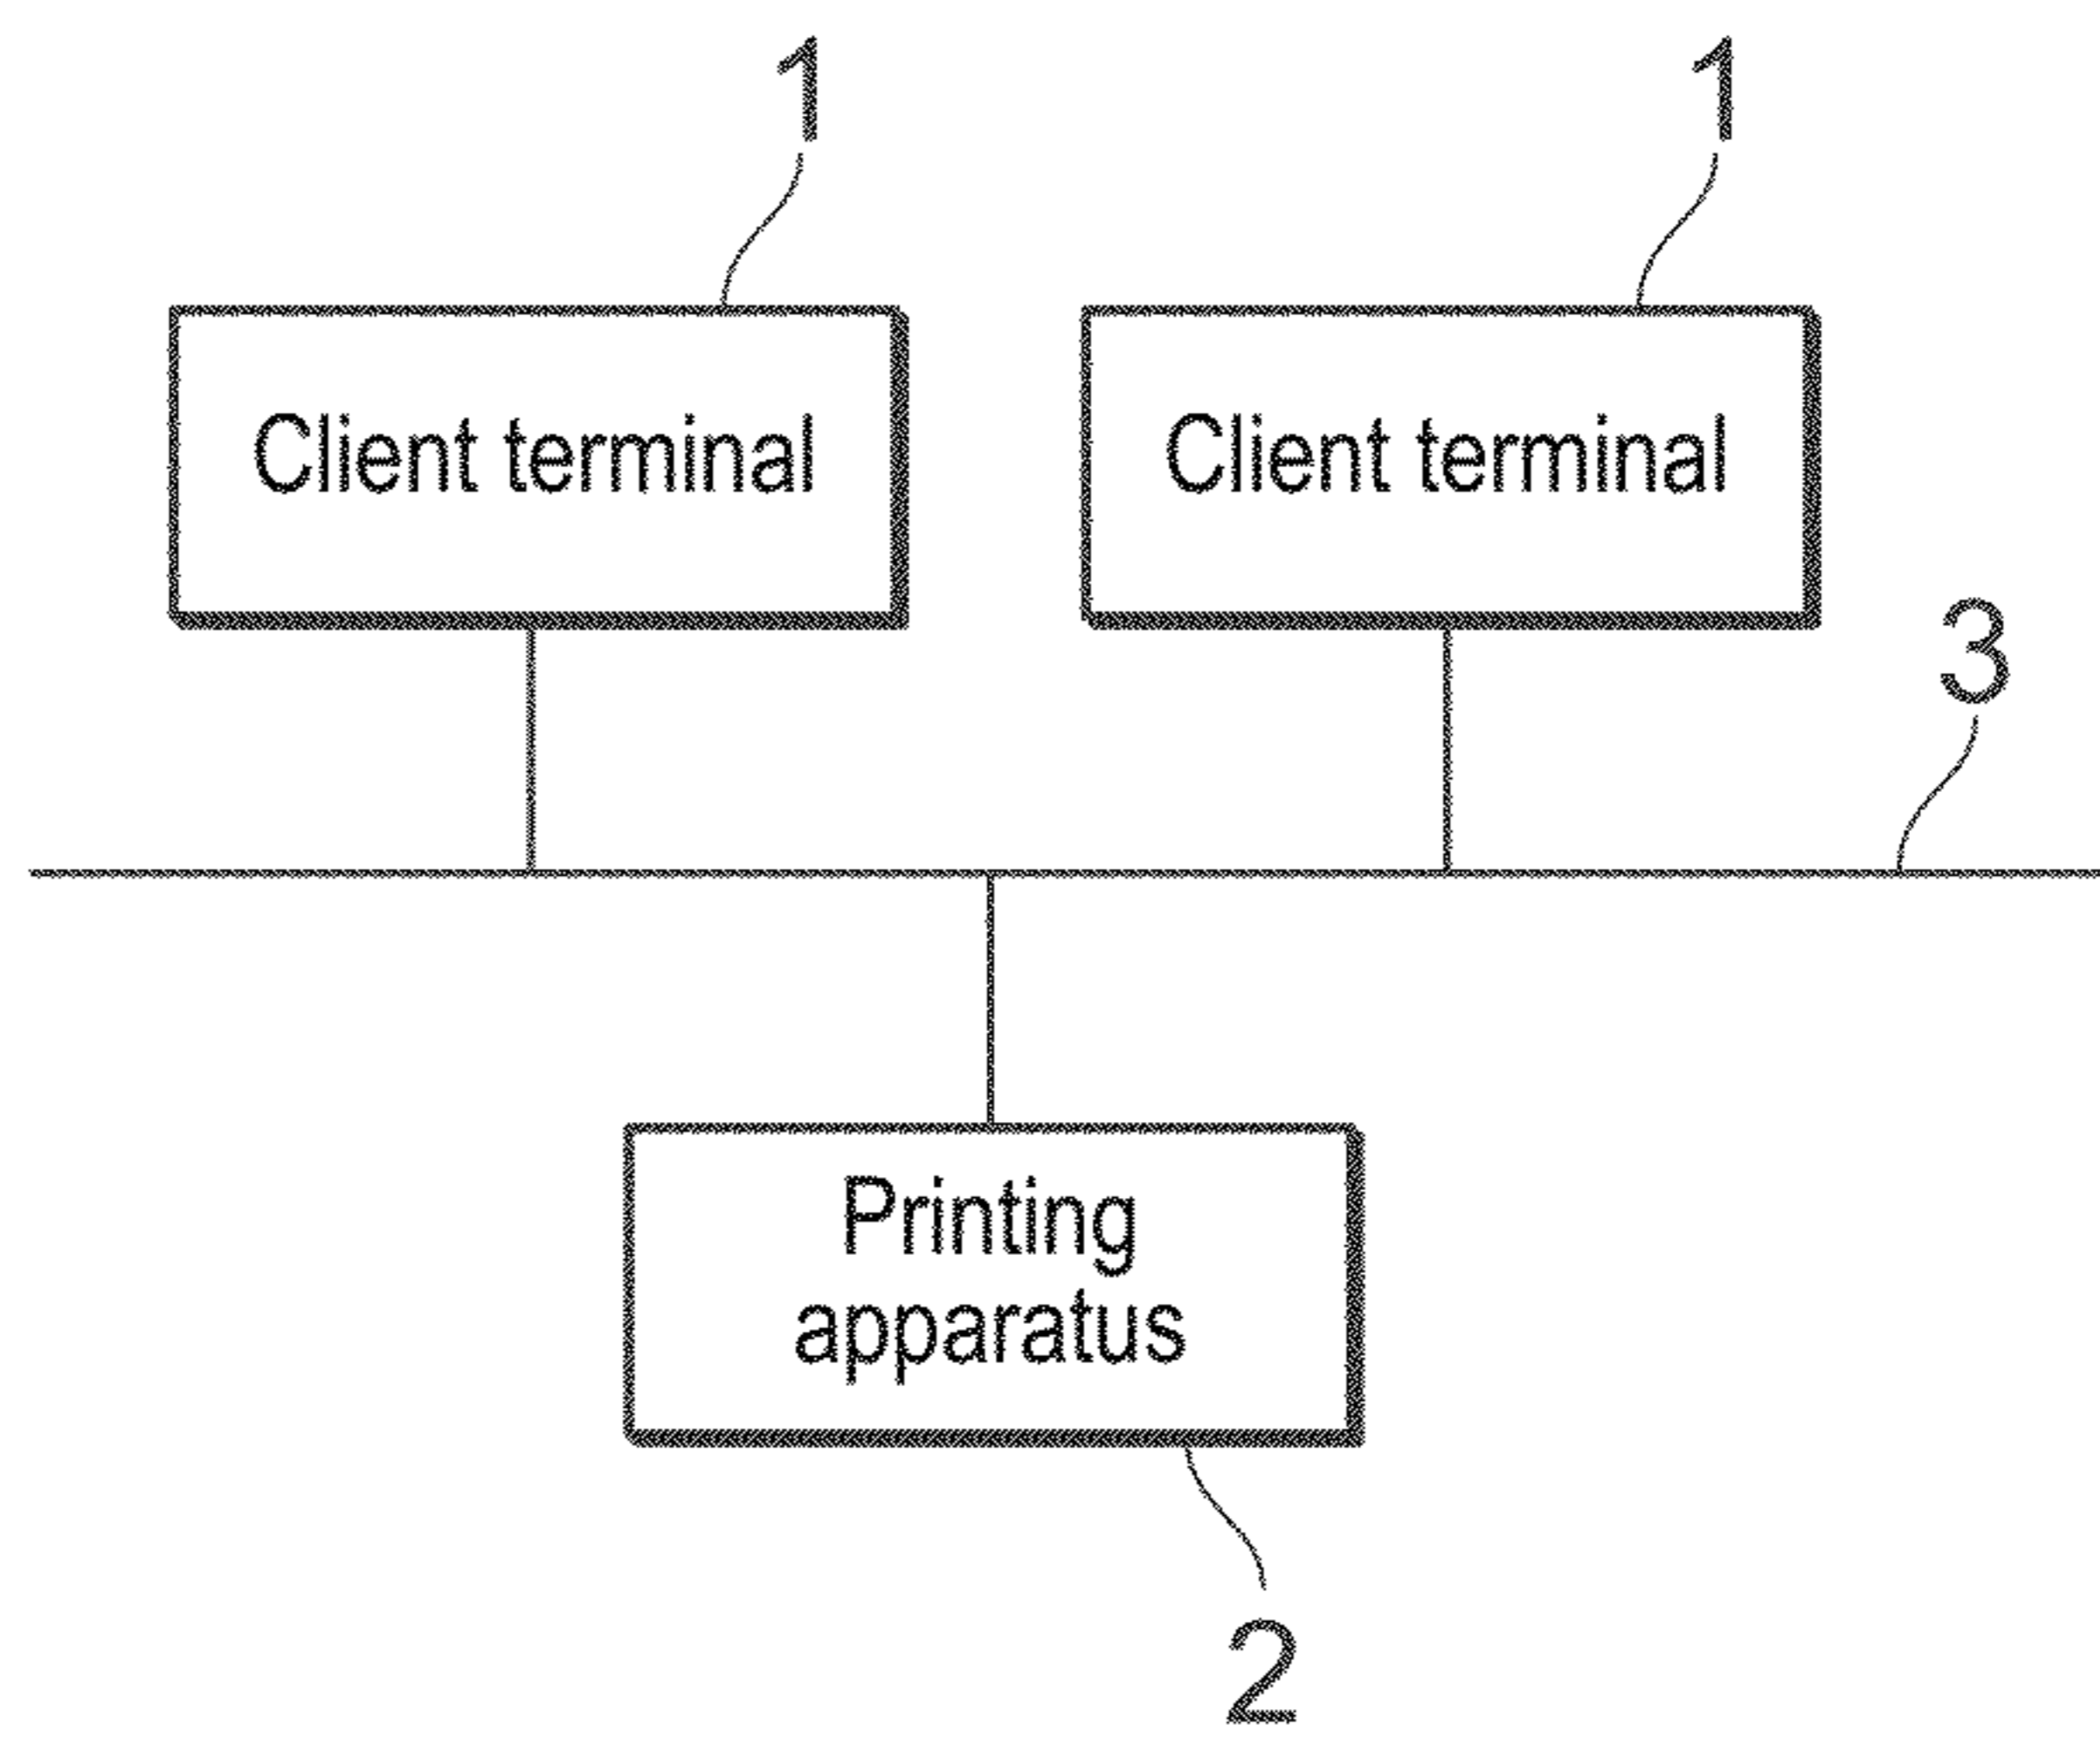 1
1
Client terminal
Client terminal
3
Printing
apparatus
2